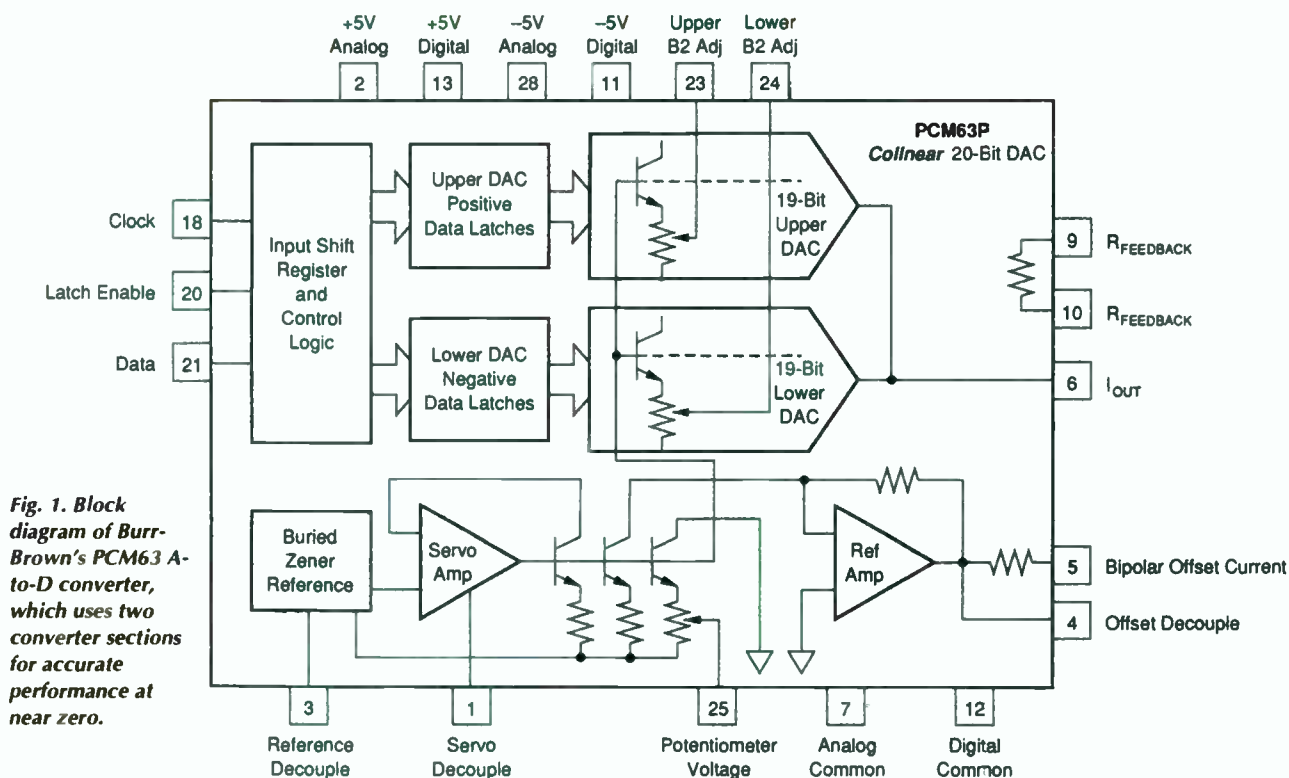 +5V
Analog
+5V
Digital
–5V
Analog
–5V
Digital
Upper
B2 Adj
Lower
B2 Adj
2
13
28
11
23
24
PCM63P
Colinear 20-Bit DAC
Clock
18
Latch Enable
20
Data
21
Input Shift
Register
and
Control
Logic
Upper DAC
Positive
Data Latches
19-Bit
Upper
DAC
Lower DAC
Negative
Data Latches
19-Bit
Lower
DAC
9
RFEEDBACK
10
RFEEDBACK
6
IOUT
Buried
Zener
Reference
Servo
Amp
Ref
Amp
5
Bipolar Offset Current
4
Offset Decouple
3
1
25
7
12
Reference
Decouple
Servo
Decouple
Potentiometer
Voltage
Analog
Common
Digital
Common
Fig. 1. Block
diagram of Burr-
Brown's PCM63 A-
to-D converter,
which uses two
converter sections
for accurate
performance at
near zero.